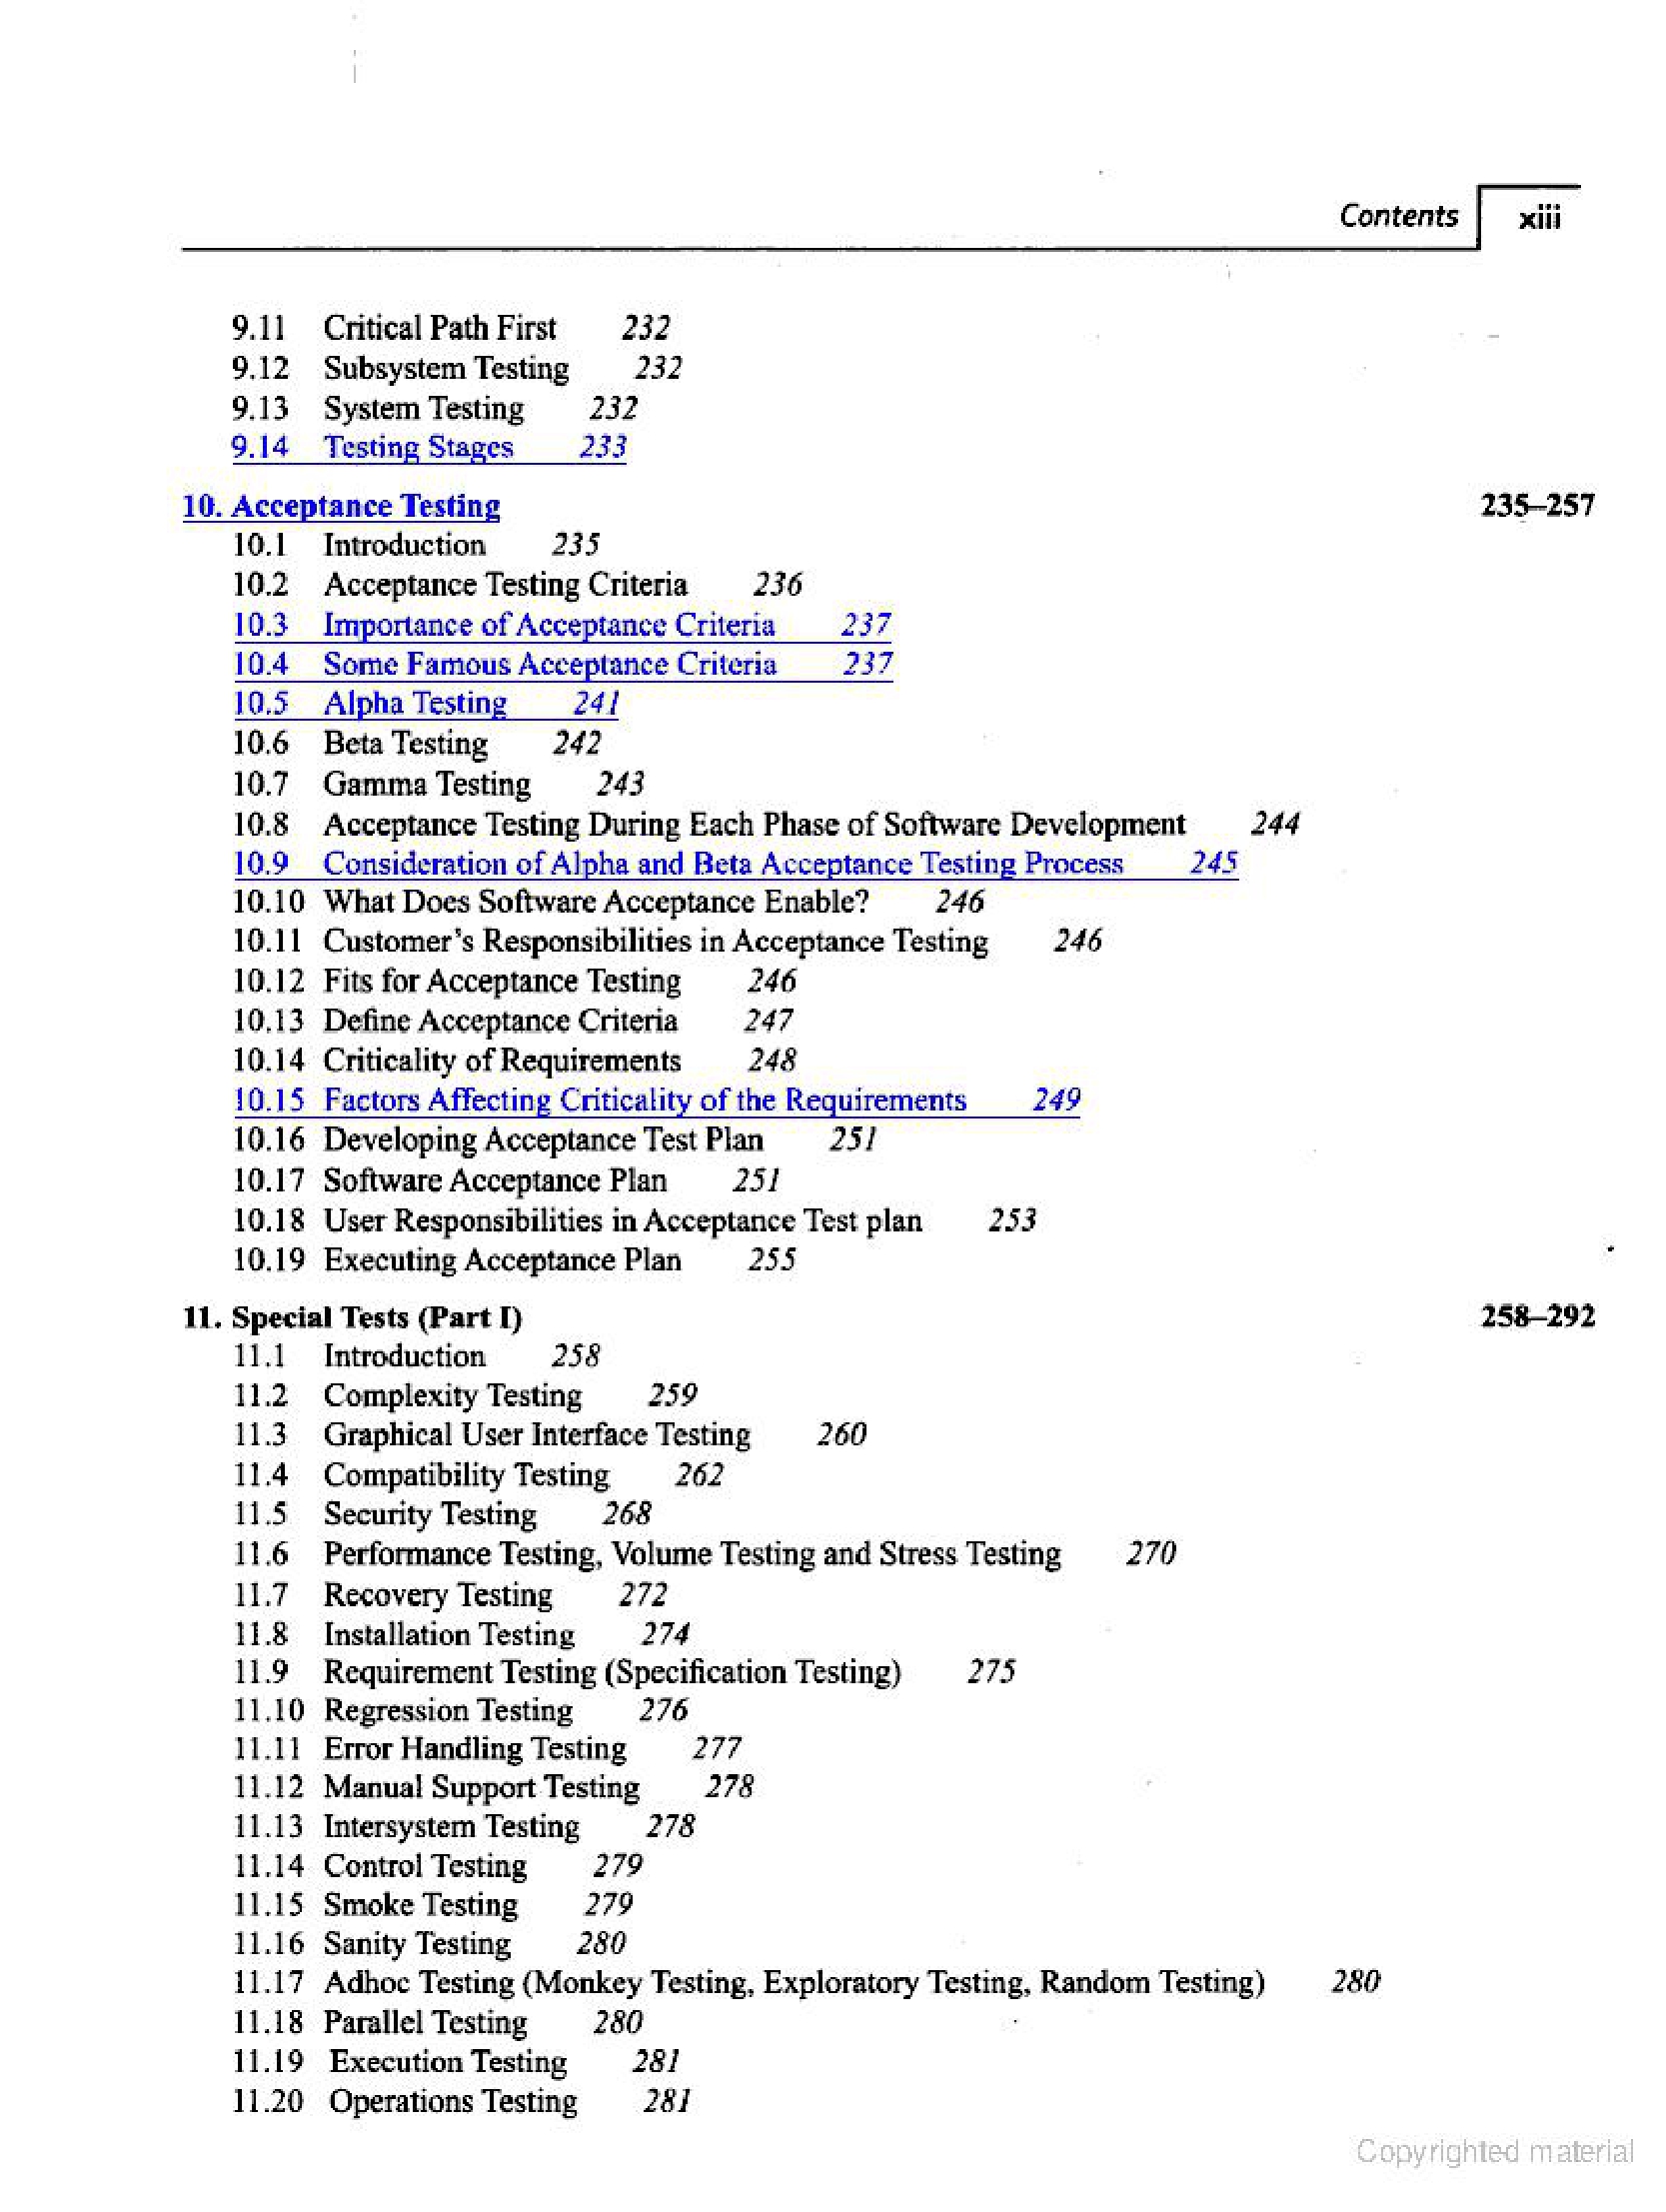 Contents xiii
9.11 Critical Path First 232
9.12 Subsystem Testing 232
9.13 System Testing 232
9.14 Testing Stages 233
10. Acceptance Testing 235–257
10.1 Introduction 235
10.2 Acceptance Testing Criteria 236
10.3 Importance of Acceptance Criteria 237
10.4 Some Famous Acceptance Criteria 237
10.5 Alpha Testing 241
10.6 Beta Testing 242
10.7 Gamma Testing 243
10.8 Acceptance Testing During Each Phase of Software Development 244
10.9 Consideration of Alpha and Beta Acceptance Testing Process 245
10.10 What Does Software Acceptance Enable? 246
10.11 Customer's Responsibilities in Acceptance Testing 246
10.12 Fits for Acceptance Testing 246
10.13 Define Acceptance Criteria 247
10.14 Criticality of Requirements 248
10.15 Factors Affecting Criticality of the Requirements 249
10.16 Developing Acceptance Test Plan 251
10.17 Software Acceptance Plan 251
10.18 User Responsibilities in Acceptance Test plan 253
10.19 Executing Acceptance Plan 255
11. Special Tests (Part I) 258–292
11.1 Introduction 258
11.2 Complexity Testing 259
11.3 Graphical User Interface Testing 260
11.4 Compatibility Testing 262
11.5 Security Testing 268
11.6 Performance Testing, Volume Testing and Stress Testing 270
11.7 Recovery Testing 272
11.8 Installation Testing 274
11.9 Requirement Testing (Specification Testing) 275
11.10 Regression Testing 276
11.11 Error Handling Testing 277
11.12 Manual Support Testing 278
11.13 Intersystem Testing 278
11.14 Control Testing 279
11.15 Smoke Testing 279
11.16 Sanity Testing 280
11.17 Adhoc Testing (Monkey Testing, Exploratory Testing, Random Testing) 280
11.18 Parallel Testing 280
11.19 Execution Testing 281
11.20 Operations Testing 281
Copyrighted material